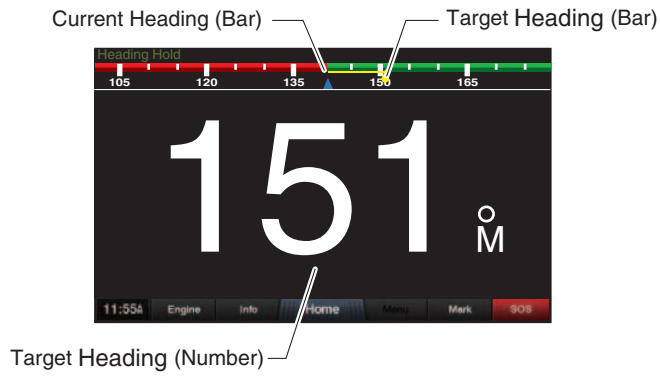 Current Heading (Bar) Target Heading (Bar)
Heading Hold
105 120 135 150 165
151°
M
11:55A Engine Info Home Menu Mark SOS
Target Heading (Number)